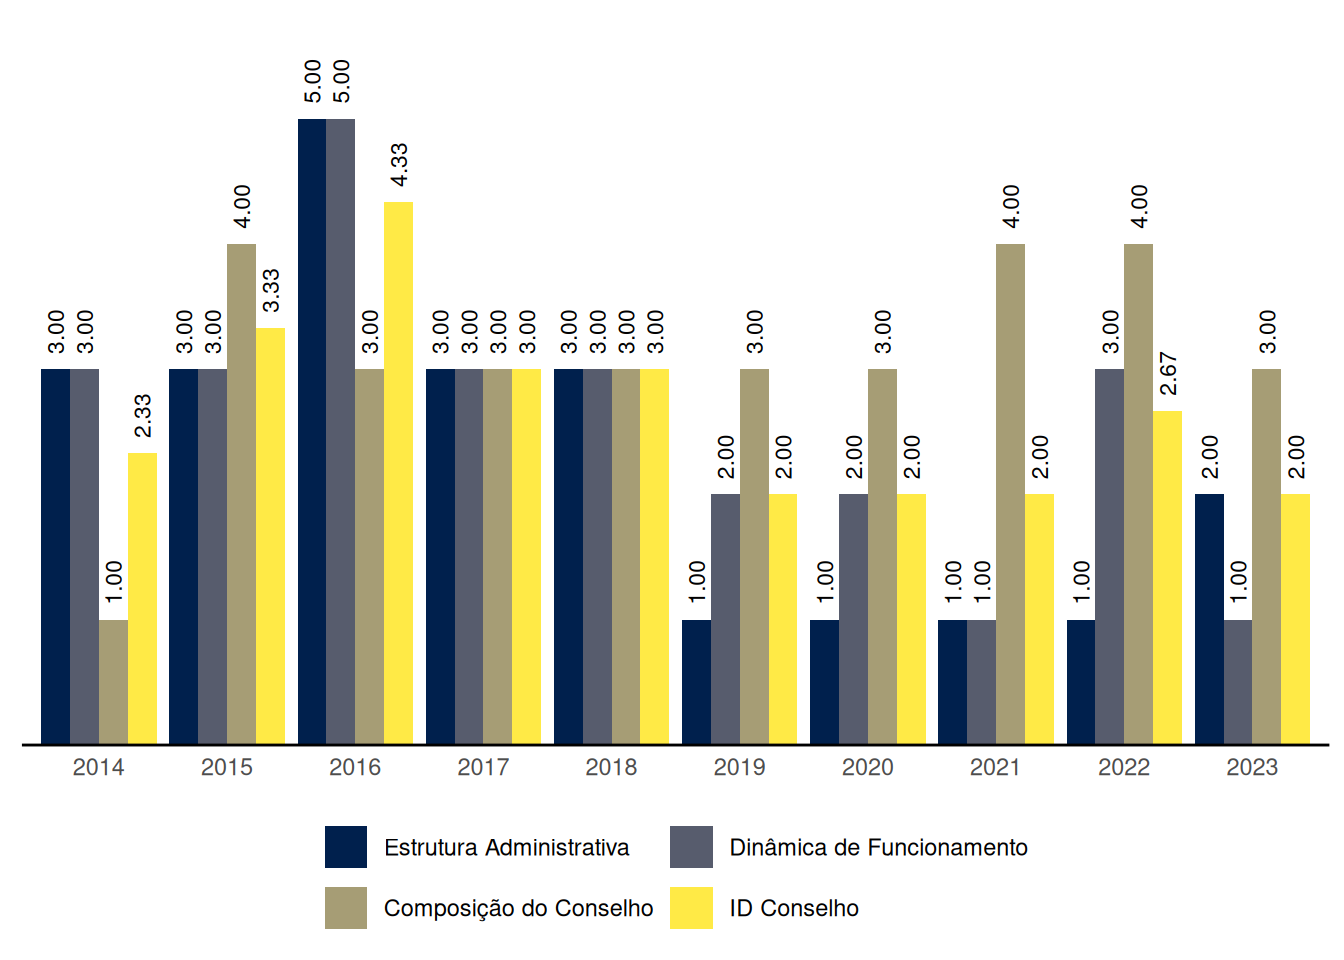 3.00 3.00 1.00 2.33
3.00 3.00 4.00 3.33
5.00 5.00 3.00 4.33
3.00 3.00 3.00 3.00
3.00 3.00 3.00 3.00
1.00 2.00 3.00 2.00
1.00 2.00 3.00 2.00
1.00 1.00 4.00 2.00
1.00 3.00 4.00 2.67
2.00 1.00 3.00 2.00
2014 2015 2016 2017 2018 2019 2020 2021 2022 2023
Estrutura Administrativa Dinâmica de Funcionamento
Composição do Conselho ID Conselho